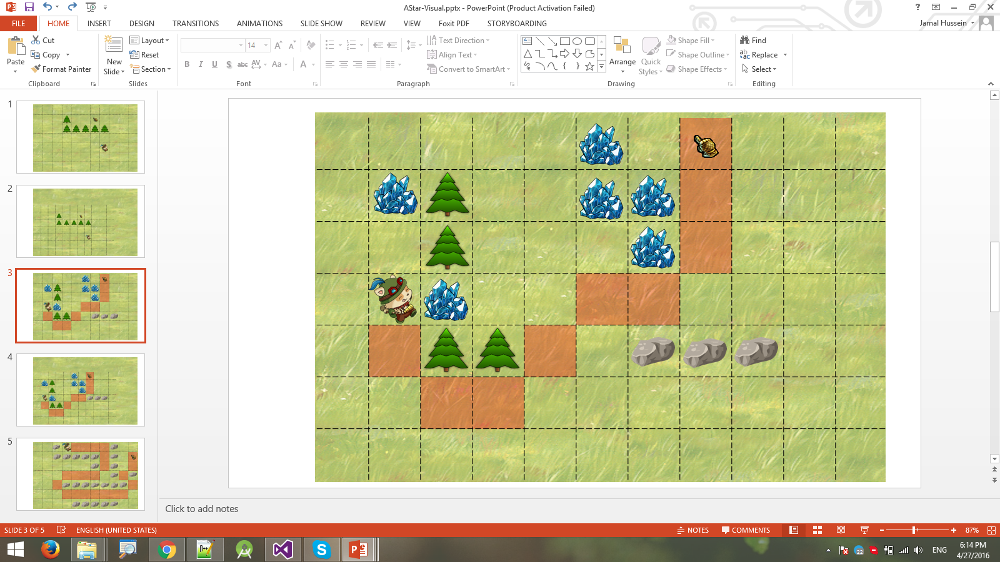 AStar-Visual.pptx - PowerPoint (Product Activation Failed)
?
FILE HOME INSERT DESIGN TRANSITIONS ANIMATIONS SLIDE SHOW REVIEW VIEW Foxit PDF STORYBOARDING
Jamal Hussein
Paste
Cut
Copy
Format Painter
Clipboard
New
Slide
Layout
Reset
Section
Slides
14
A A
B I U S abc AV Aa A
Font
Text Direction
Align Text
Convert to SmartArt
Paragraph
Arrange
Quick
Styles
Shape Fill
Shape Outline
Shape Effects
Drawing
Find
Replace
Select
Editing
1
2
3
4
5
Click to add notes
SLIDE 3 OF 5
ENGLISH (UNITED STATES)
NOTES
COMMENTS
87%
22
ENG
6:14 PM
4/27/2016